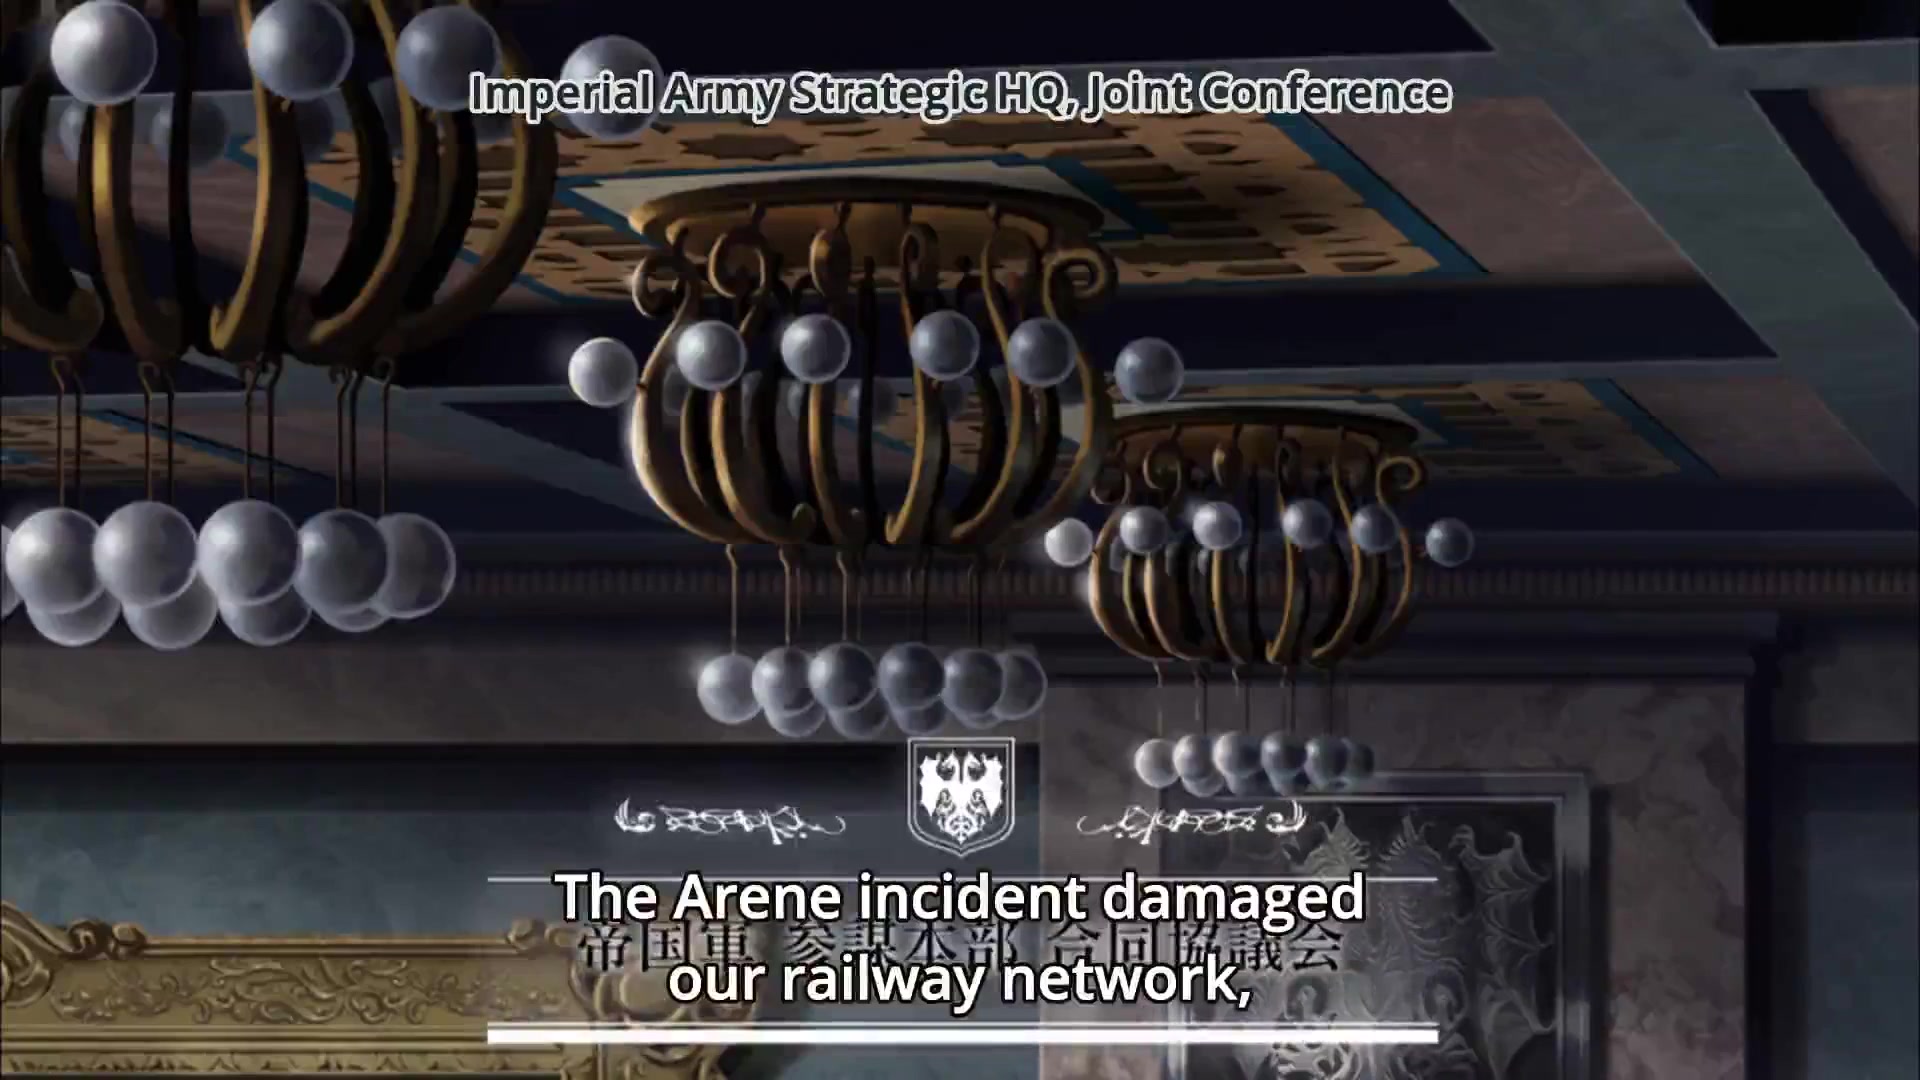 Imperial Army Strategic HQ, Joint Conference
The Arene incident damaged
帝国軍 参謀本部 合同協議会
our railway network,